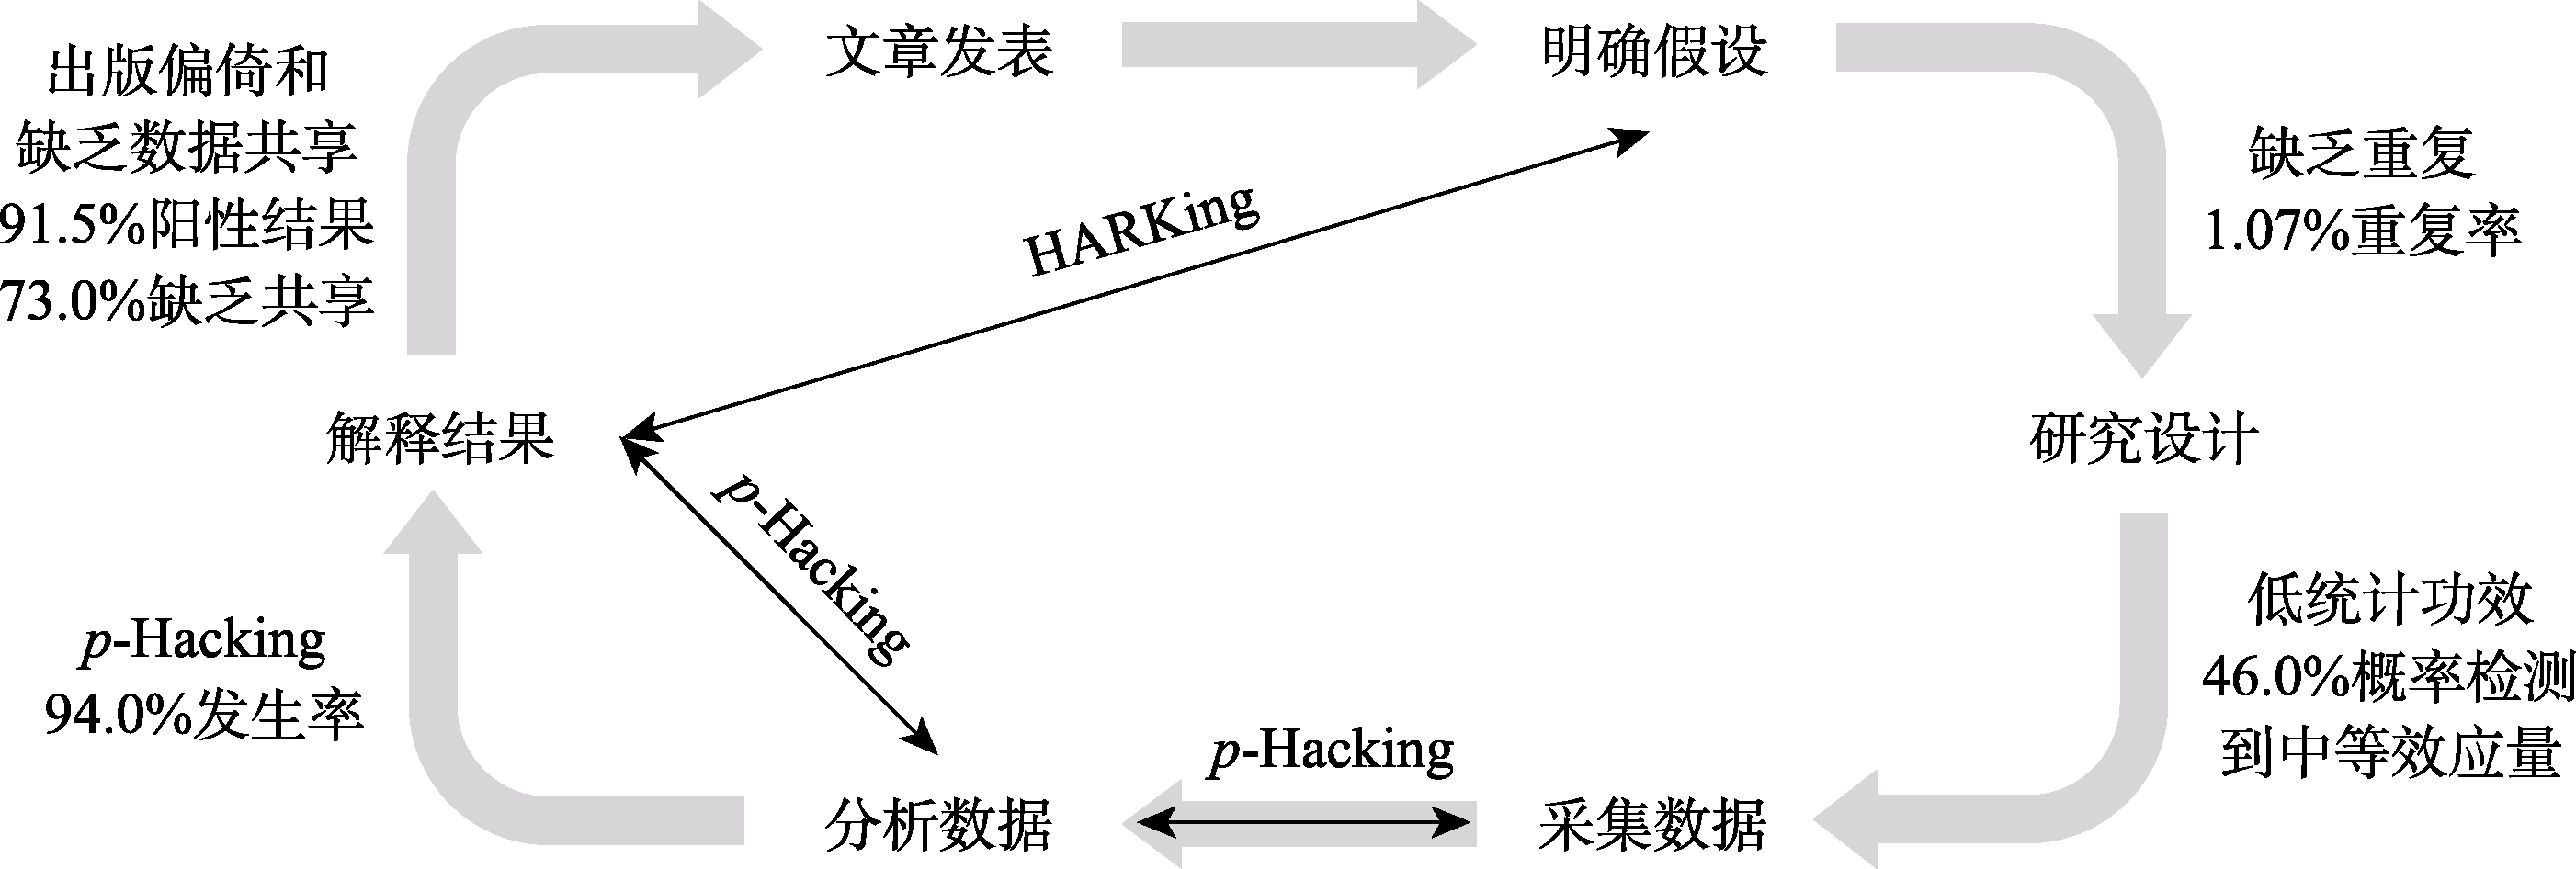 出版偏倚和
缺乏数据共享
91.5%阳性结果
73.0%缺乏共享
文章发表
明确假设
缺乏重复
1.07%重复率
HARKing
解释结果
研究设计
p-Hacking
p-Hacking
94.0%发生率
低统计功效
46.0%概率检测
到中等效应量
p-Hacking
分析数据
采集数据